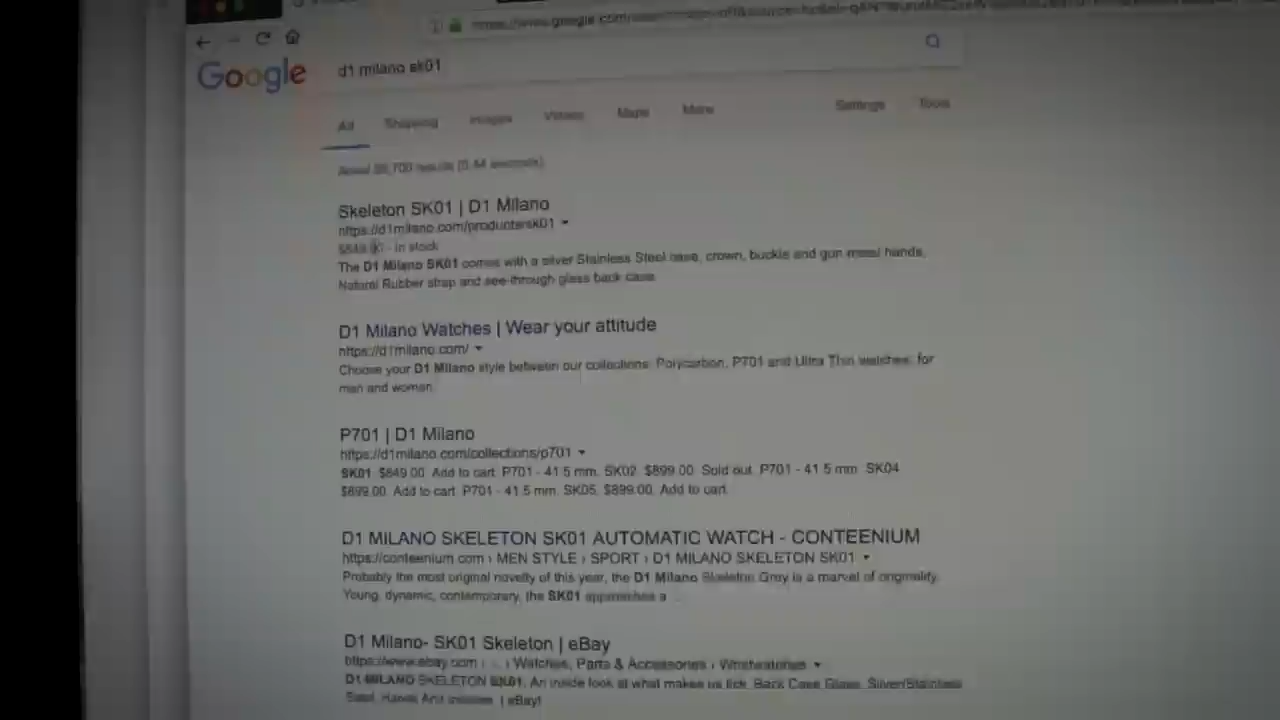 https://www.google.com
Google
d1 milano sk01
All Shopping Images Videos Maps More Settings Tools
results
Skeleton SK01 | D1 Milano
https://d1milano.com/products/sk01
in stock
The D1 Milano SK01 comes with a silver Stainless Steel case, crown, buckle and gun metal hands,
Natural Rubber strap and see-through glass back case
D1 Milano Watches | Wear your attitude
https://d1milano.com/
Choose your D1 Milano style between our collections: Polycarbon, P701 and Ultra Thin watches, for
man and woman
P701 | D1 Milano
https://d1milano.com/collections/p701
SK01. $849.00. Add to cart. P701 - 41.5 mm. SK02. $899.00. Sold out. P701 - 41.5 mm. SK04
$899.00. Add to cart. P701 - 41.5 mm. SK05. $899.00. Add to cart.
D1 MILANO SKELETON SK01 AUTOMATIC WATCH - CONTEENIUM
https://conteenium.com › MEN STYLE › SPORT › D1 MILANO SKELETON SK01
Probably the most original novelty of this year, the D1 Milano Skeleton Grey is a marvel of originality.
Young, dynamic, contemporary, the SK01 approaches a ...
D1 Milano- SK01 Skeleton | eBay
https://www.ebay.com › ... › Watches, Parts & Accessories › Wristwatches
D1 MILANO SKELETON SK01. An inside look at what makes us tick. Back Case Glass. Silver/Stainless
Steel. Hands | eBay!